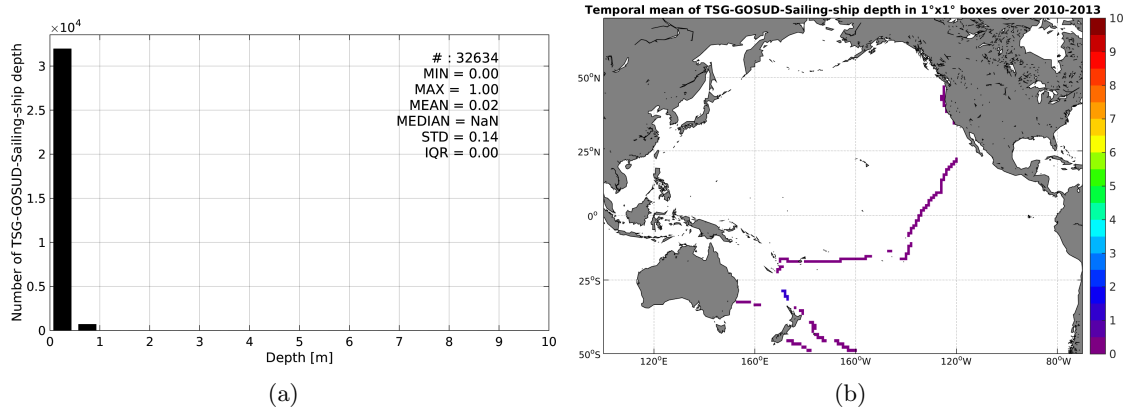 ×10⁴
3
2.5
2
1.5
1
0.5
0
Number of TSG-GOSUD-Sailing-ship depth
# : 32634
MIN = 0.00
MAX = 1.00
MEAN = 0.02
MEDIAN = NaN
STD = 0.14
IQR = 0.00
0 1 2 3 4 5 6 7 8 9 10
Depth [m]
(a)
Temporal mean of TSG-GOSUD-Sailing-ship depth in 1°x1° boxes over 2010-2013
50°N
25°N
0°
25°S
50°S
120°E 160°E 160°W 120°W 80°W
10
9
8
7
6
5
4
3
2
1
0
(b)